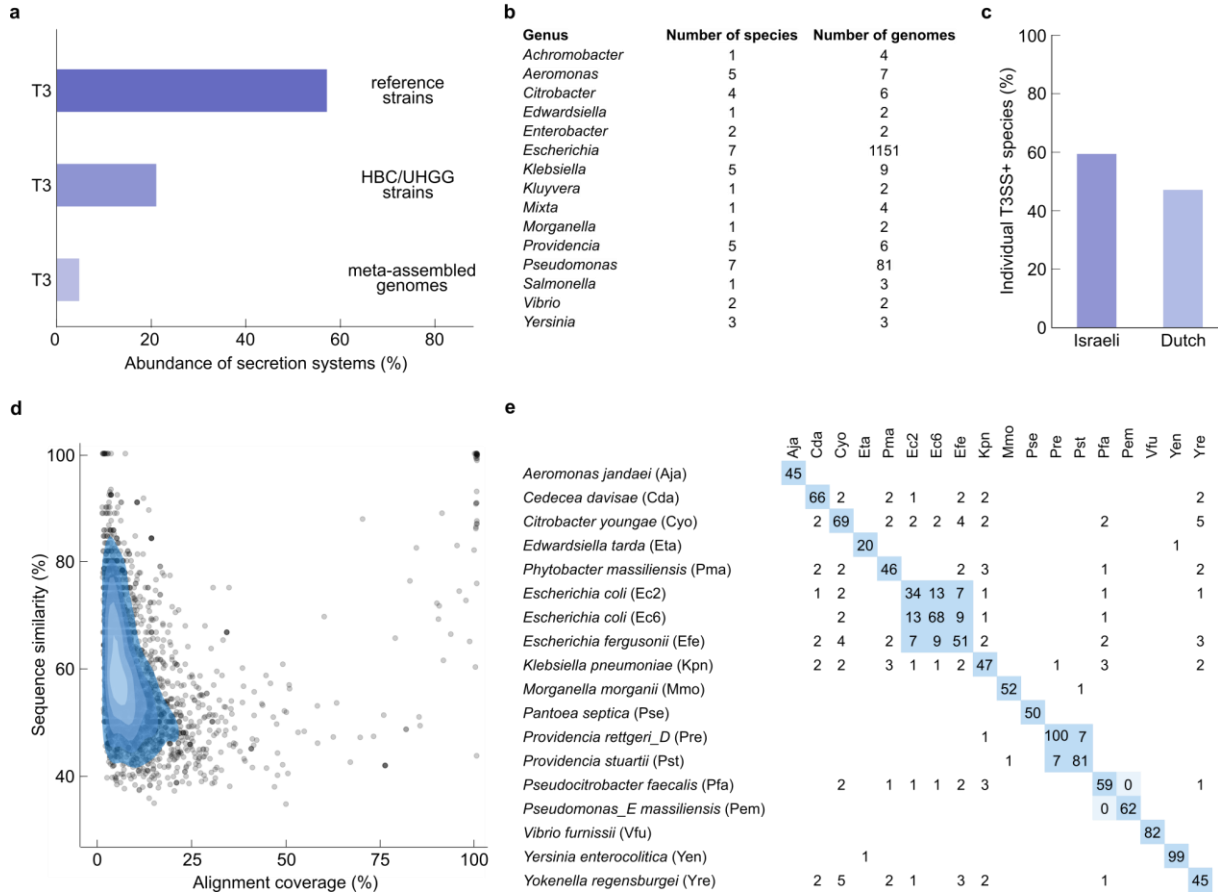 a
T3
reference
strains
T3
HBC/UHGG
strains
T3
meta-assembled
genomes
0 20 40 60 80
Abundance of secretion systems (%)
b
Genus Number of species Number of genomes
Achromobacter 1 4
Aeromonas 5 7
Citrobacter 4 6
Edwardsiella 1 2
Enterobacter 2 2
Escherichia 7 1151
Klebsiella 5 9
Kluyvera 1 2
Mixta 1 4
Morganella 1 2
Providencia 5 6
Pseudomonas 7 81
Salmonella 1 3
Vibrio 2 2
Yersinia 3 3
c
Individual T3SS+ species (%)
100
80
60
40
20
0
Israeli Dutch
d
Sequence similarity (%)
100
80
60
40
0 25 50 75 100
Alignment coverage (%)
e
Aja Cda Cyo Eta Pma Ec2 Ec6 Efe Kpn Mmo Pse Pre Pst Pfa Pem Vfu Yen Yre
Aeromonas jandaei (Aja) 45
Cedecea davisae (Cda) 66 2 2 1 2 2 2
Citrobacter youngae (Cyo) 2 69 2 2 2 4 2 2 5
Edwardsiella tarda (Eta) 20 1
Phytobacter massiliensis (Pma) 2 2 46 2 3 1 2
Escherichia coli (Ec2) 1 2 34 13 7 1 1 1
Escherichia coli (Ec6) 2 13 68 9 1 1
Escherichia fergusonii (Efe) 2 4 2 7 9 51 2 2 3
Klebsiella pneumoniae (Kpn) 2 2 3 1 1 2 47 1 3 2
Morganella morganii (Mmo) 52 1
Pantoea septica (Pse) 50
Providencia rettgeri_D (Pre) 1 100 7
Providencia stuartii (Pst) 1 7 81
Pseudocitrobacter faecalis (Pfa) 2 1 1 1 2 3 59 0 1
Pseudomonas_E massiliensis (Pem) 0 62
Vibrio furnissii (Vfu) 82
Yersinia enterocolitica (Yen) 1 99
Yokenella regensburgei (Yre) 2 5 2 1 3 2 1 45